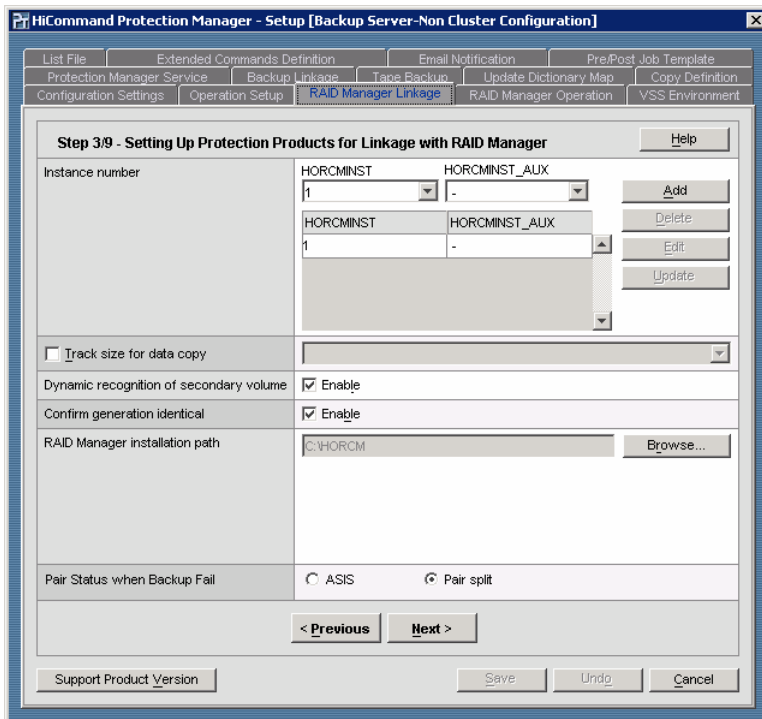 HiCommand Protection Manager - Setup [Backup Server-Non Cluster Configuration]
List File Extended Commands Definition Email Notification Pre/Post Job Template
Protection Manager Service Backup Linkage Tape Backup Update Dictionary Map Copy Definition
Configuration Settings Operation Setup RAID Manager Linkage RAID Manager Operation VSS Environment
Step 3/9 - Setting Up Protection Products for Linkage with RAID Manager Help
Instance number HORCMINST HORCMINST_AUX
1 - Add
HORCMINST HORCMINST_AUX Delete
1 - Edit
Update
Track size for data copy
Dynamic recognition of secondary volume Enable
Confirm generation identical Enable
RAID Manager installation path C:\HORCM Browse...
Pair Status when Backup Fail ASIS Pair split
< Previous Next >
Support Product Version Save Undo Cancel